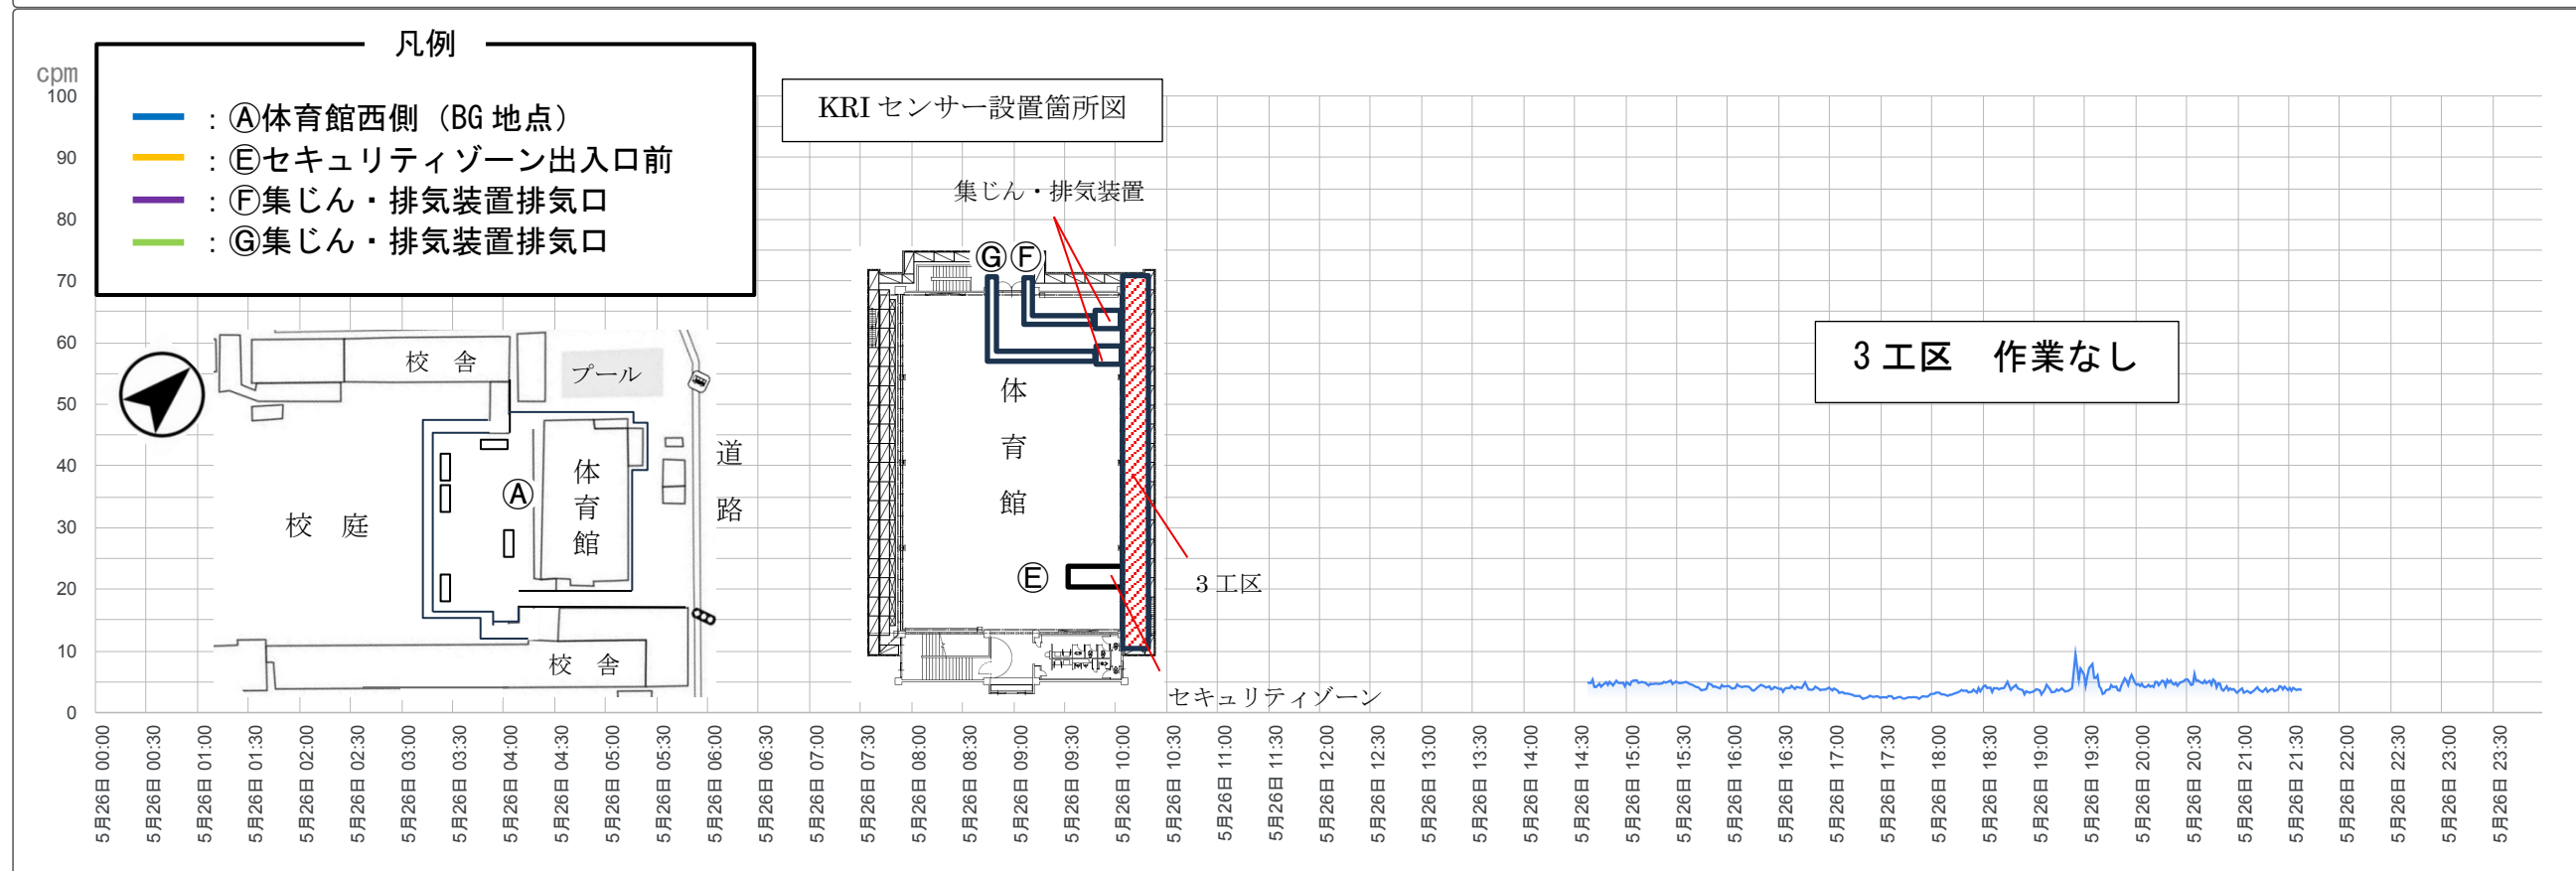 凡例
cpm
：Ⓐ体育館西側（BG 地点）
：Ⓔセキュリティゾーン出入口前
：Ⓕ集じん・排気装置排気口
：Ⓖ集じん・排気装置排気口
KRI センサー設置箇所図
集じん・排気装置
Ⓖ Ⓕ
体育館
Ⓔ
3 工区
セキュリティゾーン
3 工区　作業なし
校　舎
プール
道路
体育館
Ⓐ
校　庭
校　舎
100
90
80
70
60
50
40
30
20
10
0
5月26日 00:00
5月26日 00:30
5月26日 01:00
5月26日 01:30
5月26日 02:00
5月26日 02:30
5月26日 03:00
5月26日 03:30
5月26日 04:00
5月26日 04:30
5月26日 05:00
5月26日 05:30
5月26日 06:00
5月26日 06:30
5月26日 07:00
5月26日 07:30
5月26日 08:00
5月26日 08:30
5月26日 09:00
5月26日 09:30
5月26日 10:00
5月26日 10:30
5月26日 11:00
5月26日 11:30
5月26日 12:00
5月26日 12:30
5月26日 13:00
5月26日 13:30
5月26日 14:00
5月26日 14:30
5月26日 15:00
5月26日 15:30
5月26日 16:00
5月26日 16:30
5月26日 17:00
5月26日 17:30
5月26日 18:00
5月26日 18:30
5月26日 19:00
5月26日 19:30
5月26日 20:00
5月26日 20:30
5月26日 21:00
5月26日 21:30
5月26日 22:00
5月26日 22:30
5月26日 23:00
5月26日 23:30